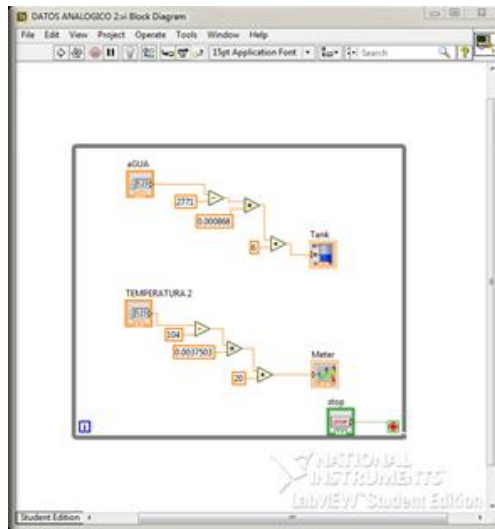 DATOS ANALOGICO 2.vi Block Diagram
File Edit View Project Operate Tools Window Help
15pt Application Font Search
aGUA
2771
0.000868
Tank
6
TEMPERATURA 2
104
0.0037503
Meter
20
stop
i
NATIONAL
INSTRUMENTS
LabVIEW Student Edition
Student Edition